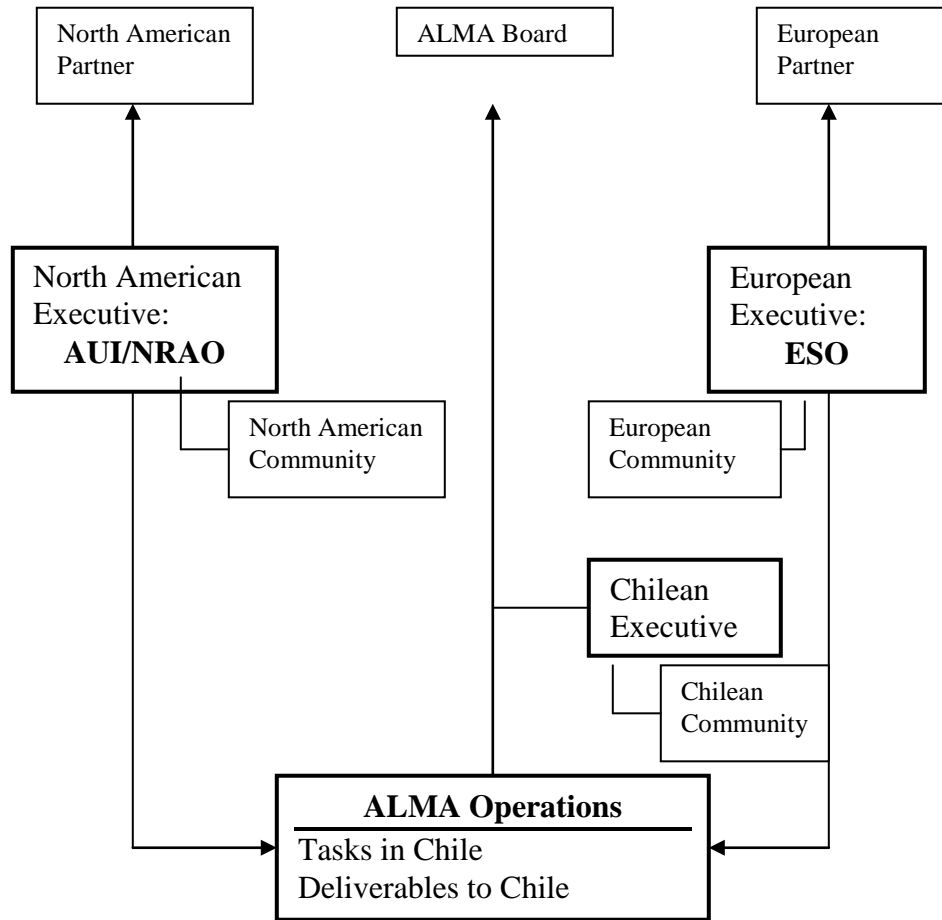 North American
Partner
ALMA Board
European
Partner
North American
Executive:
AUI/NRAO
European
Executive:
ESO
North American
Community
European
Community
Chilean
Executive
Chilean
Community
ALMA Operations
Tasks in Chile
Deliverables to Chile